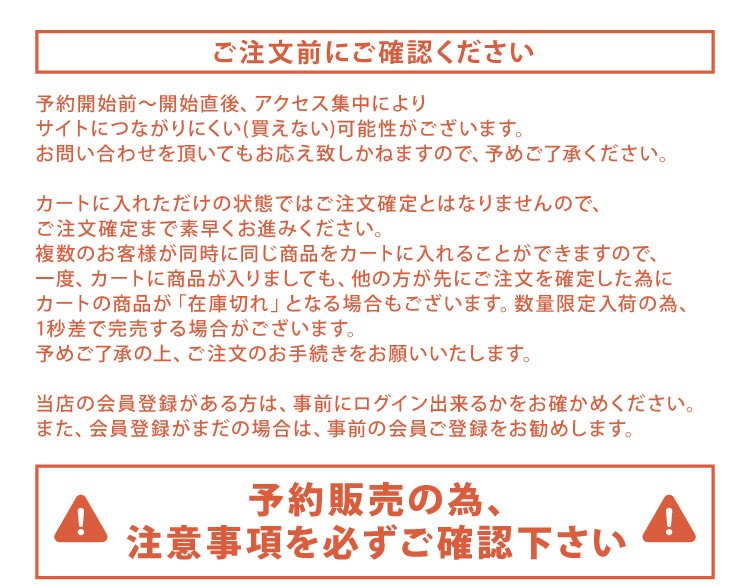 ご注文前にご確認ください
予約開始前～開始直後、アクセス集中により
サイトにつながりにくい(買えない)可能性がございます。
お問い合わせを頂いてもお応え致しかねますので、予めご了承ください。
カートに入れただけの状態ではご注文確定とはなりませんので、
ご注文確定まで素早くお進みください。
複数のお客様が同時に同じ商品をカートに入れることができますので、
一度、カートに商品が入りましても、他の方が先にご注文を確定した為に
カートの商品が「在庫切れ」となる場合もございます。数量限定入荷の為、
1秒差で完売する場合がございます。
予めご了承の上、ご注文のお手続きをお願いいたします。
当店の会員登録がある方は、事前にログイン出来るかをお確かめください。
また、会員登録がまだの場合は、事前の会員ご登録をお勧めします。
予約販売の為、
注意事項を必ずご確認下さい